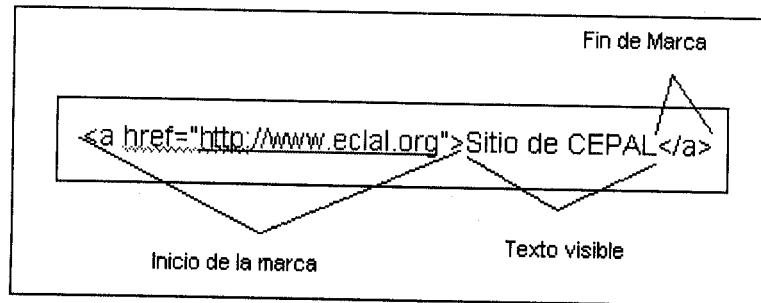 Fin de Marca
<a href="http://www.eclal.org">Sitio de CEPAL</a>
Inicio de la marca
Texto visible